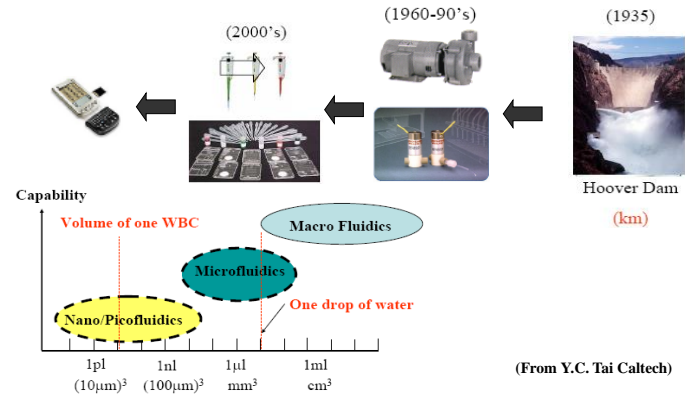 (2000's)
(1960-90's)
(1935)
Hoover Dam
(km)
Capability
Volume of one WBC
Macro Fluidics
Microfluidics
Nano/Picofluidics
One drop of water
1pl 1nl 1μl 1ml
(10μm)³ (100μm)³ mm³ cm³
(From Y.C. Tai Caltech)